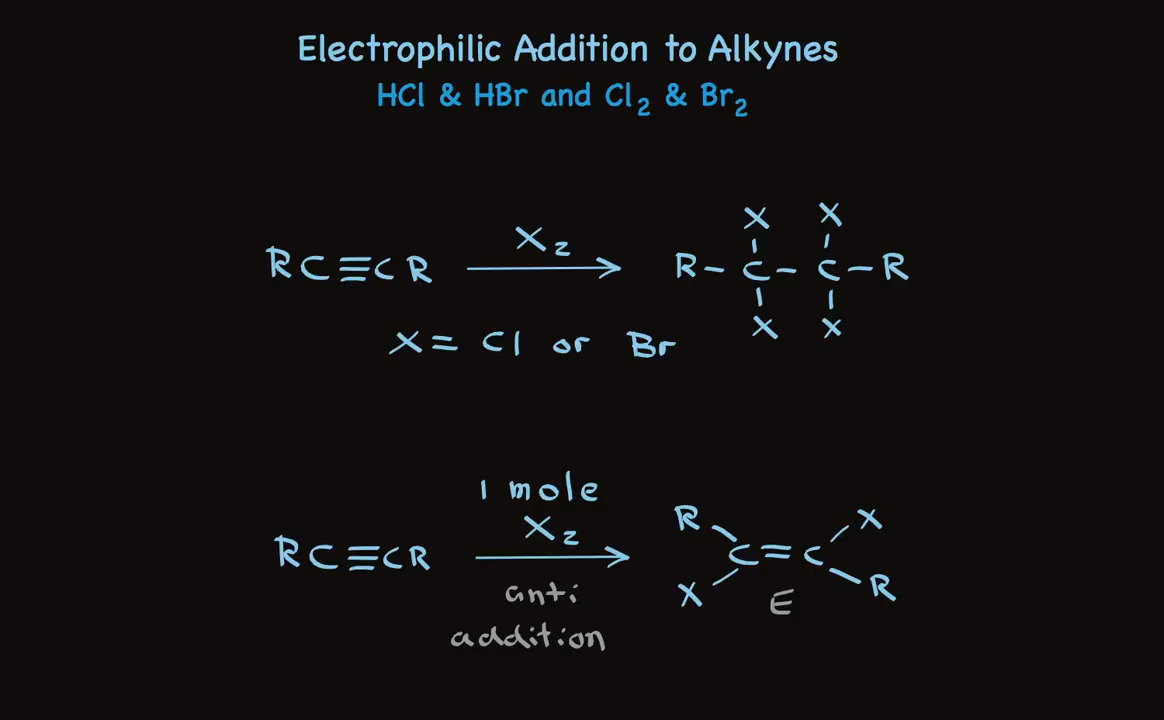 Electrophilic Addition to Alkynes
HCl & HBr and Cl₂ & Br₂
X X
RC≡CR X₂ R-C-C-R
X X
X= Cl or Br
1 mole
R X
X₂
RC≡CR C=C
anti X E R
addition